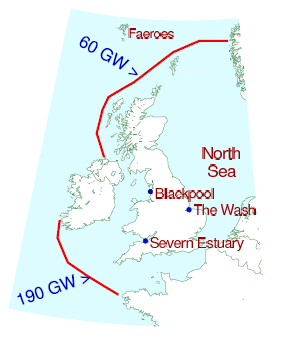 Faeroes
60 GW >
North
Sea
Blackpool
The Wash
Severn Estuary
190 GW >